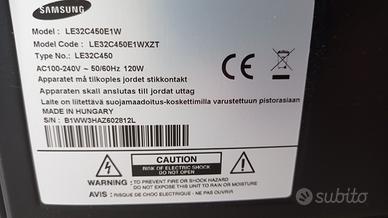 SAMSUNG
Model : LE32C450E1W
Model Code : LE32C450E1WXZT
Type No.: LE32C450
AC100-240V ~ 50/60Hz 120W
Apparatet må tilkoples jordet stikkontakt
Apparaten skall anslutas till jordat uttag
Laite on liitettävä suojamaadoitus-koskettimilla varustettuun pistorasiaan
MADE IN HUNGARY
S/N : B1WW3HAZ602812L
CE
CAUTION
RISK OF ELECTRIC SHOCK
DO NOT OPEN
WARNING : TO PREVENT FIRE OR SHOCK HAZARD
DO NOT EXPOSE TO RAIN OR MOISTURE
AVIS : RISQUE DE CHOC ELECTRIQUE - NE PAS OUVRIR.
subito